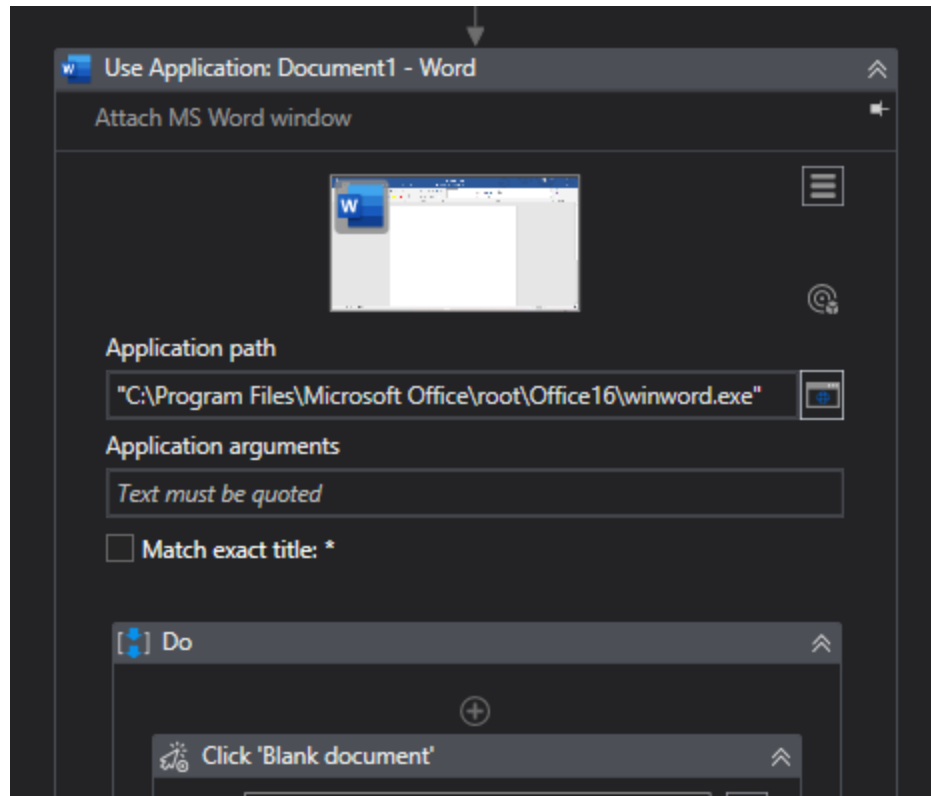 Use Application: Document1 - Word
Attach MS Word window
W
Application path
"C:\Program Files\Microsoft Office\root\Office16\winword.exe"
Application arguments
Text must be quoted
Match exact title: *
Do
Click 'Blank document'